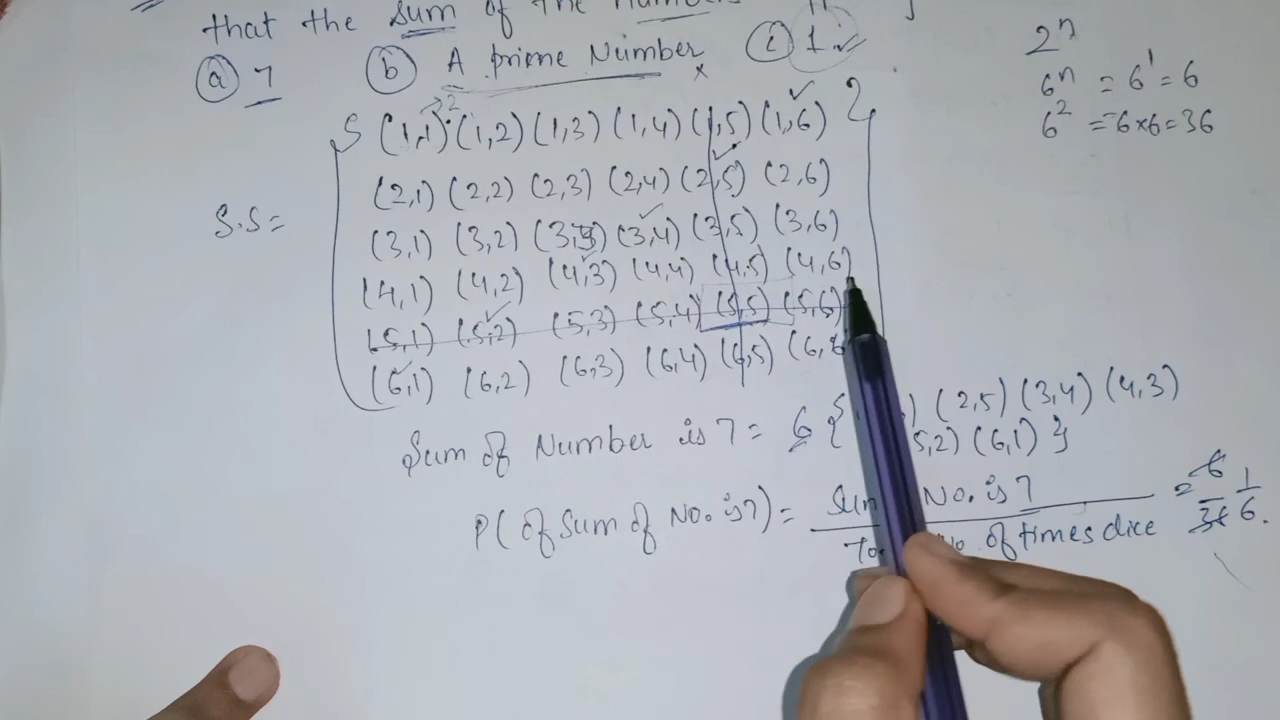 that the Sum of the numbers
(a) 7 (b) A prime Number (c) 1
2ⁿ
6ⁿ = 6¹ = 6
6² = 6×6=36
2
{ (1,1) (1,2) (1,3) (1,4) (1,5) (1,6) }
(2,1) (2,2) (2,3) (2,4) (2,5) (2,6)
S.S=
(3,1) (3,2) (3,3) (3,4) (3,5) (3,6)
(4,1) (4,2) (4,3) (4,4) (4,5) (4,6)
(5,1) (5,2) (5,3) (5,4) (5,5) (5,6)
(6,1) (6,2) (6,3) (6,4) (6,5) (6,
Sum of Number is 7 = 6 { ) (2,5) (3,4) (4,3)
5,2) (6,1) }
P( of Sum of No. is 7) = Sum No. is 7
No of times dice
= 6/36 1/6.